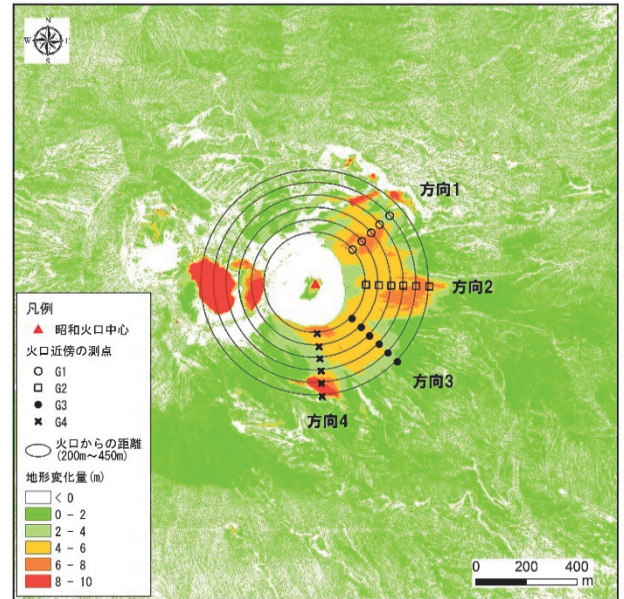 N
W E
S
方向1
方向2
方向3
方向4
凡例
昭和火口中心
火口近傍の測点
G1
G2
G3
G4
火口からの距離
(200m～450m)
地形変化量(m)
< 0
0 - 2
2 - 4
4 - 6
6 - 8
8 - 10
0 200 400
m